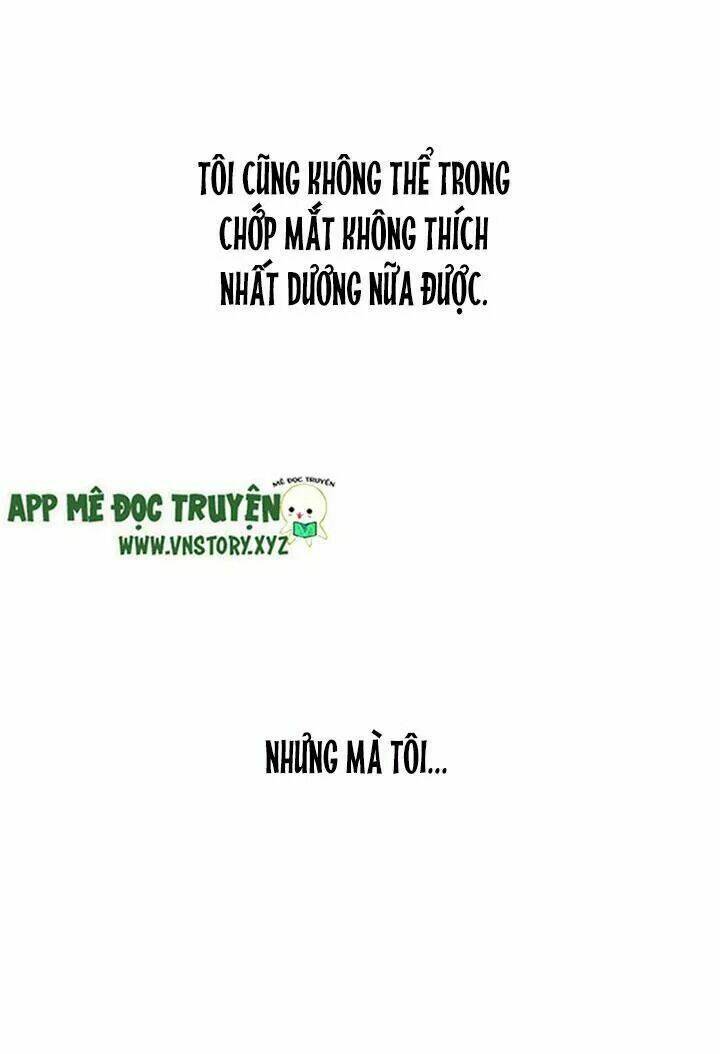 TÔI CŨNG KHÔNG THỂ TRONG
CHỚP MẮT KHÔNG THÍCH
NHẤT DƯƠNG NỮA ĐƯỢC.
MÊ ĐỌC TRUYỆN
APP MÊ ĐỌC TRUYỆN
WWW.VNSTORY.XYZ
NHƯNG MÀ TÔI...